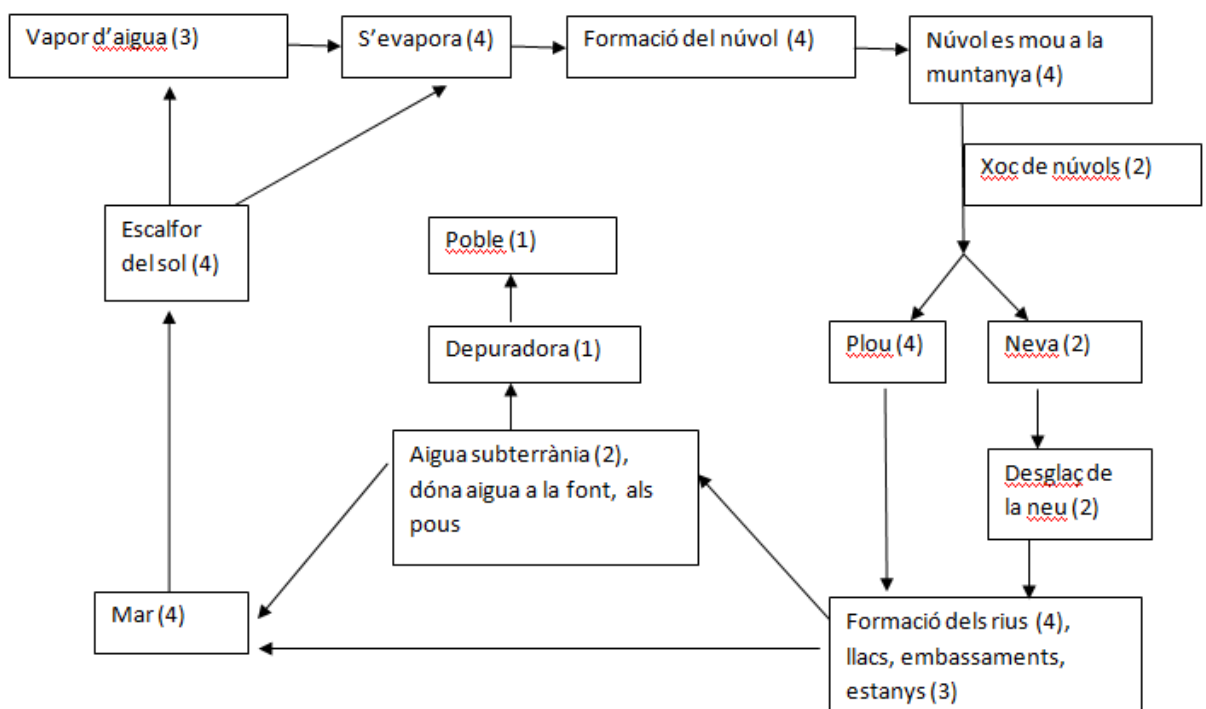 Vapor d’aigua (3)
S’evapora (4)
Formació del núvol (4)
Núvol es mou a la
muntanya (4)
Xoc de núvols (2)
Escalfor
del sol (4)
Poble (1)
Depuradora (1)
Plou (4)
Neva (2)
Aigua subterrània (2),
dóna aigua a la font, als
pous
Desglaç de
la neu (2)
Mar (4)
Formació dels rius (4),
llacs, embassaments,
estanys (3)